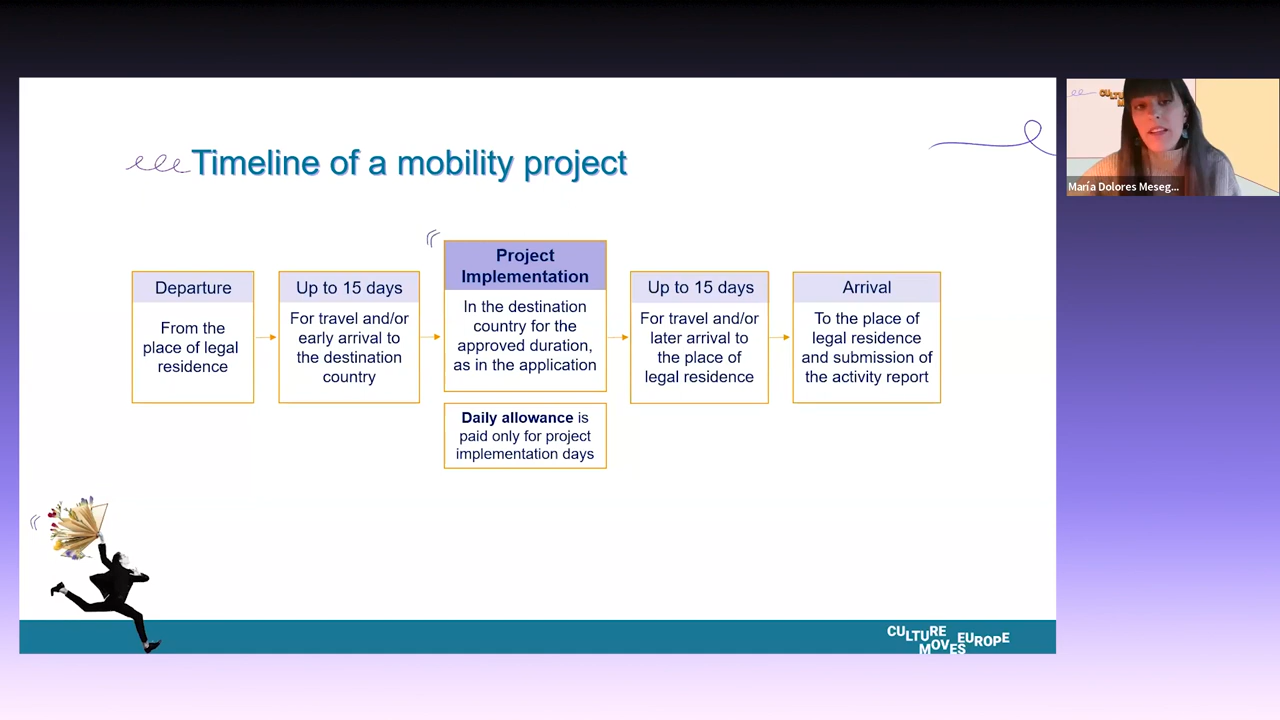 Timeline of a mobility project
Departure
From the
place of legal
residence
Up to 15 days
For travel and/or
early arrival to
the destination
country
Project
Implementation
In the destination
country for the
approved duration,
as in the application
Daily allowance is
paid only for project
implementation days
Up to 15 days
For travel and/or
later arrival to
the place of
legal residence
Arrival
To the place of
legal residence
and submission of
the activity report
CULTURE
MOVES EUROPE
María Dolores Meseg...